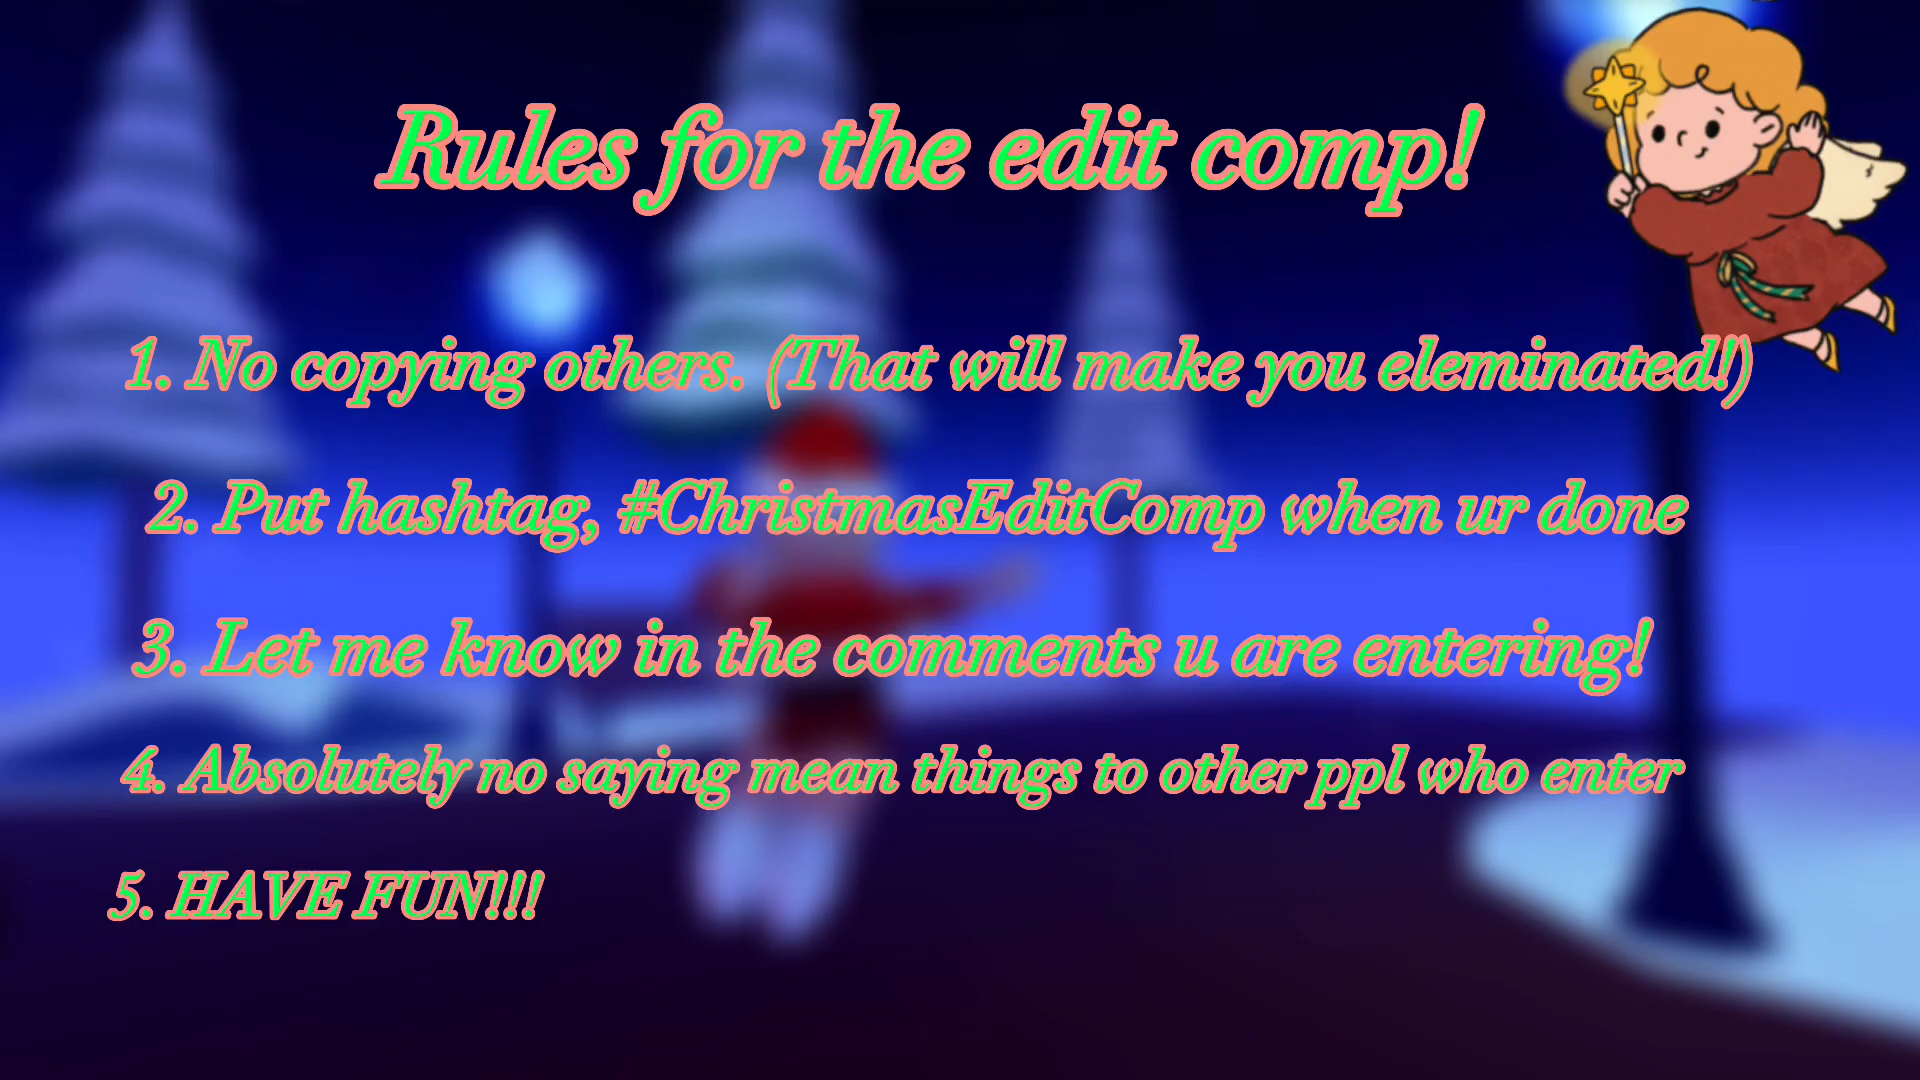 Rules for the edit comp!
1. No copying others. (That will make you eleminated!)
2. Put hashtag, #ChristmasEditComp when ur done
3. Let me know in the comments u are entering!
4. Absolutely no saying mean things to other ppl who enter
5. HAVE FUN!!!